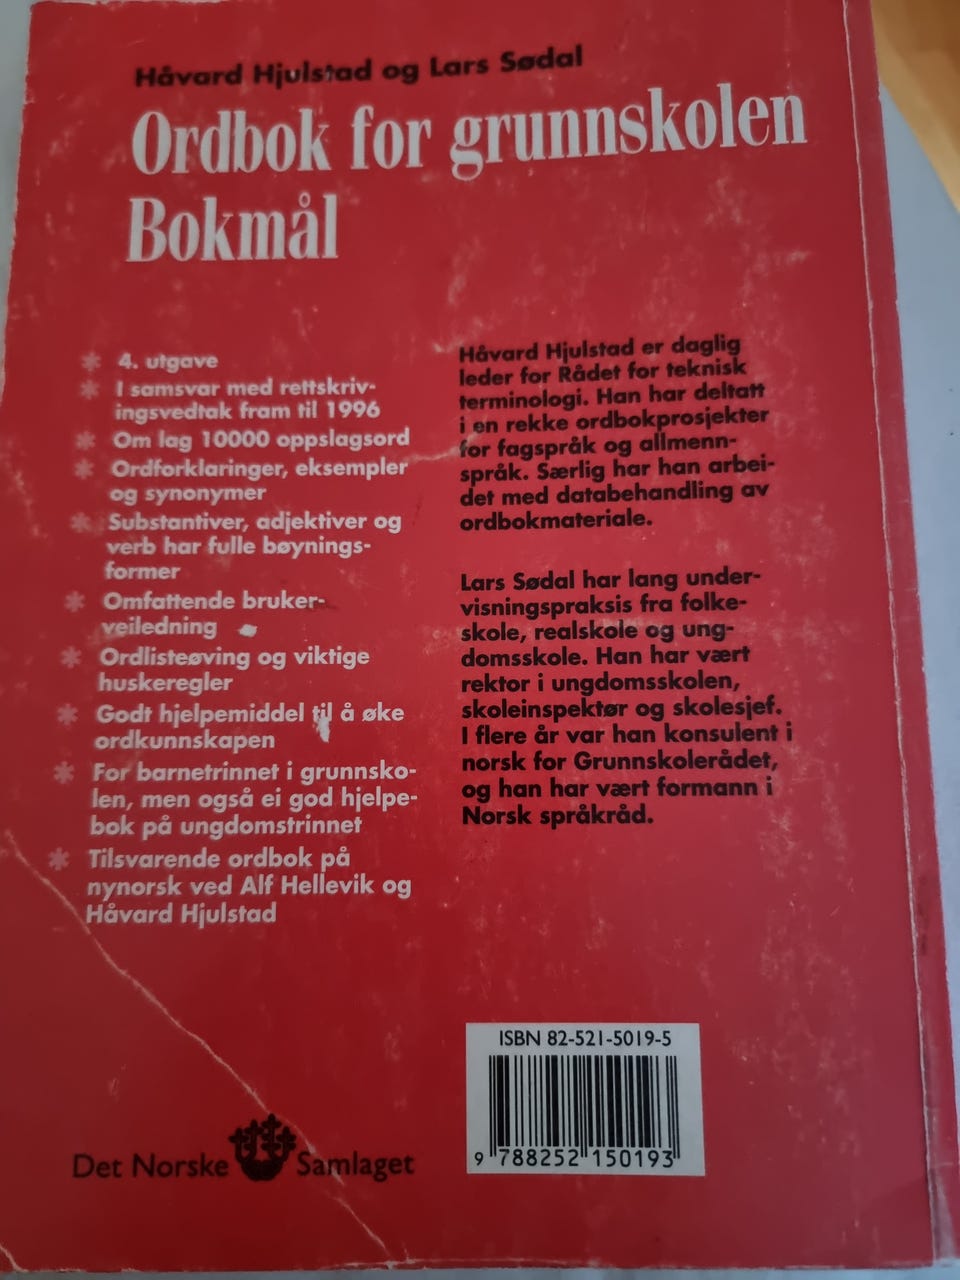 Håvard Hjulstad og Lars Sødal
Ordbok for grunnskolen
Bokmål
* 4. utgave
* I samsvar med rettskriv-
ingsvedtak fram til 1996
* Om lag 10000 oppslagsord
* Ordforklaringer, eksempler
og synonymer
* Substantiver, adjektiver og
verb har fulle bøynings-
former
* Omfattende bruker-
veiledning
* Ordlisteøving og viktige
huskeregler
* Godt hjelpemiddel til å øke
ordkunnskapen
* For barnetrinnet i grunnsko-
len, men også ei god hjelpe-
bok på ungdomstrinnet
* Tilsvarende ordbok på
nynorsk ved Alf Hellevik og
Håvard Hjulstad
Håvard Hjulstad er daglig
leder for Rådet for teknisk
terminologi. Han har deltatt
i en rekke ordbokprosjekter
for fagspråk og allmenn-
språk. Særlig har han arbei-
det med databehandling av
ordbokmateriale.
Lars Sødal har lang under-
visningspraksis fra folke-
skole, realskole og ung-
domsskole. Han har vært
rektor i ungdomsskolen,
skoleinspektør og skolesjef.
I flere år var han konsulent i
norsk for Grunnskolerådet,
og han har vært formann i
Norsk språkråd.
ISBN 82-521-5019-5
9 788252 150193
Det Norske Samlaget